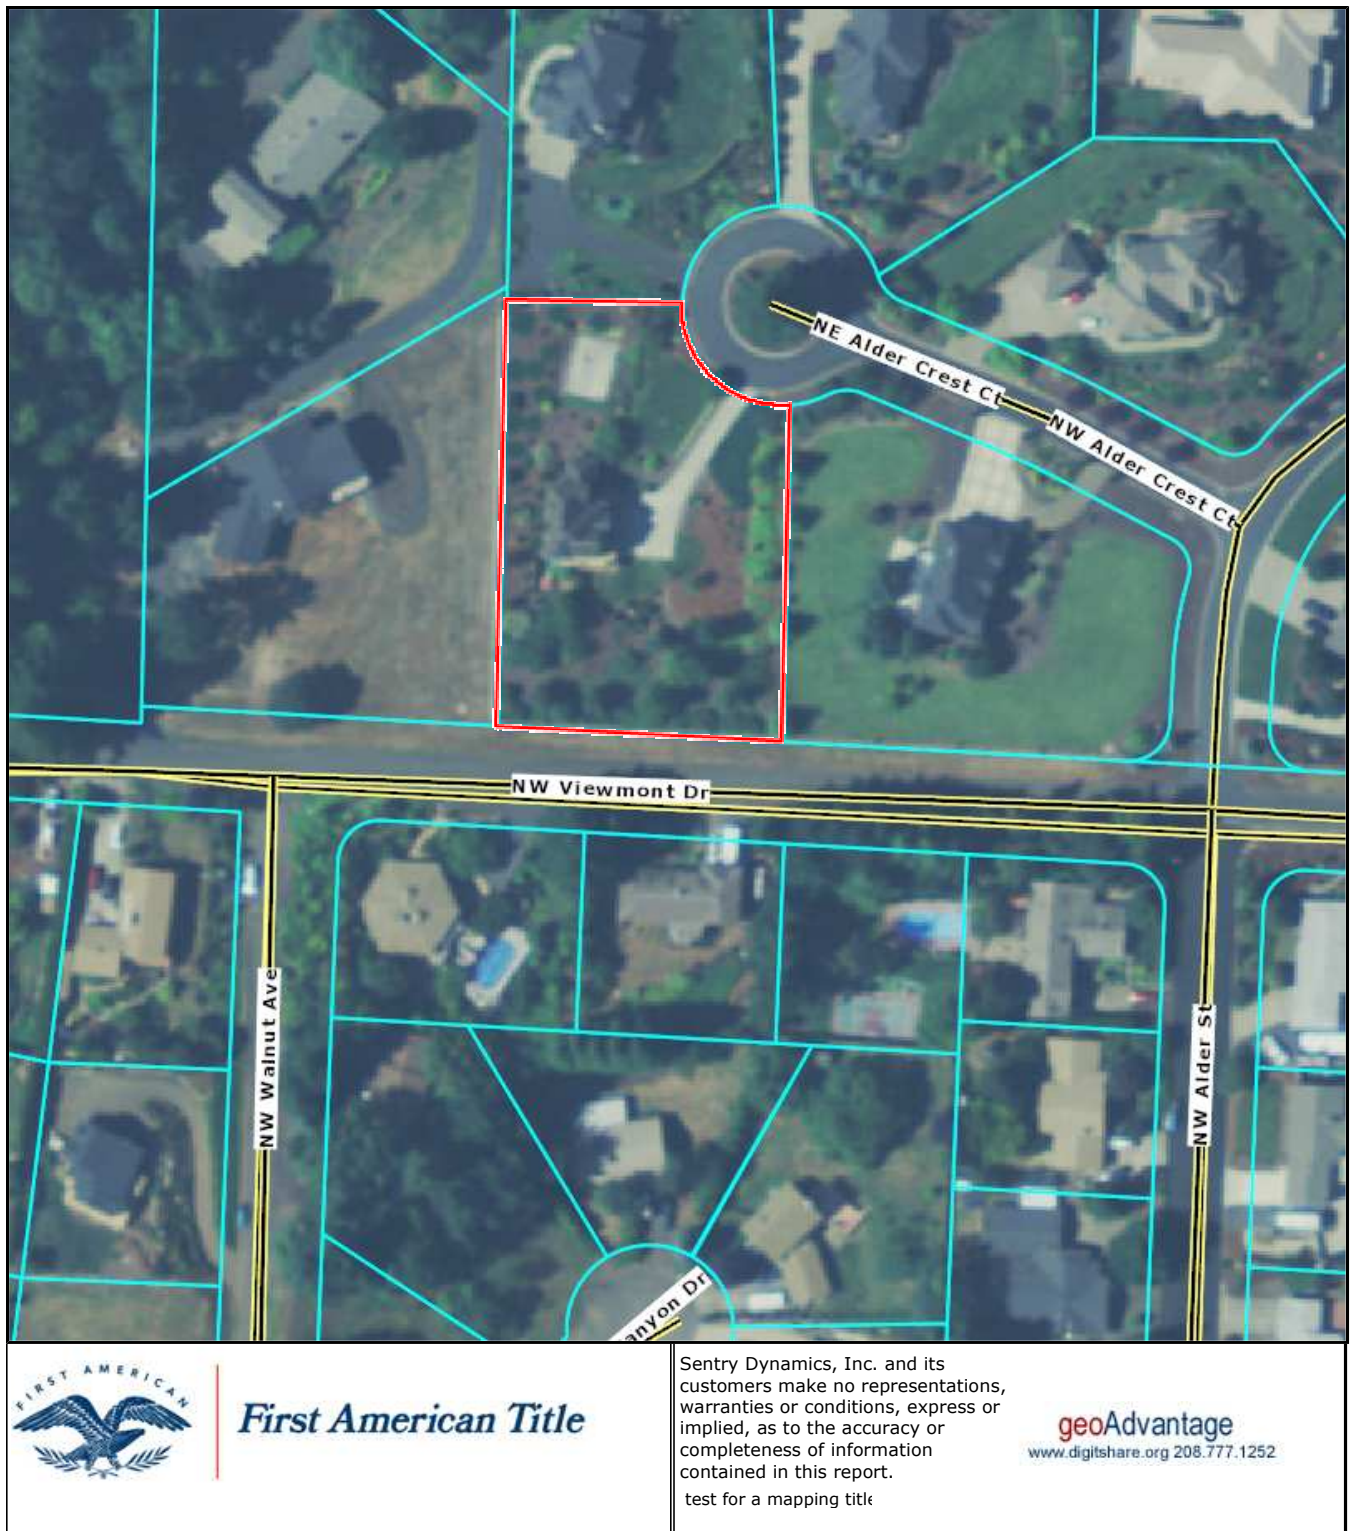 NE Alder Crest Ct
NW Alder Crest Ct
NW Viewmont Dr
NW Walnut Ave
NW Alder St
anyon Dr
FIRST AMERICAN
First American Title
Sentry Dynamics, Inc. and its
customers make no representations,
warranties or conditions, express or
implied, as to the accuracy or
completeness of information
contained in this report.
test for a mapping title
geoAdvantage
www.digitshare.org 208.777.1252